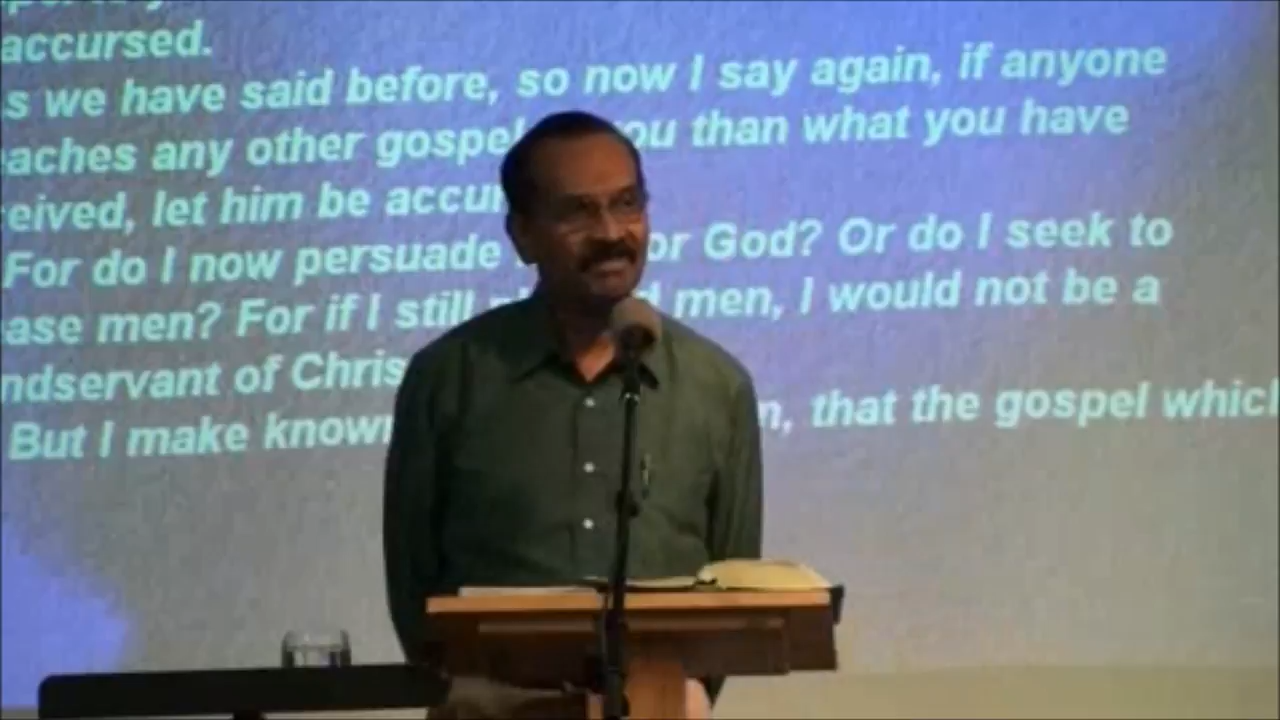 accursed.
s we have said before, so now I say again, if anyone
eaches any other gospel you than what you have
eived, let him be accur
For do I now persuade or God? Or do I seek to
ase men? For if I still men, I would not be a
ndservant of Chris
But I make known n, that the gospel which